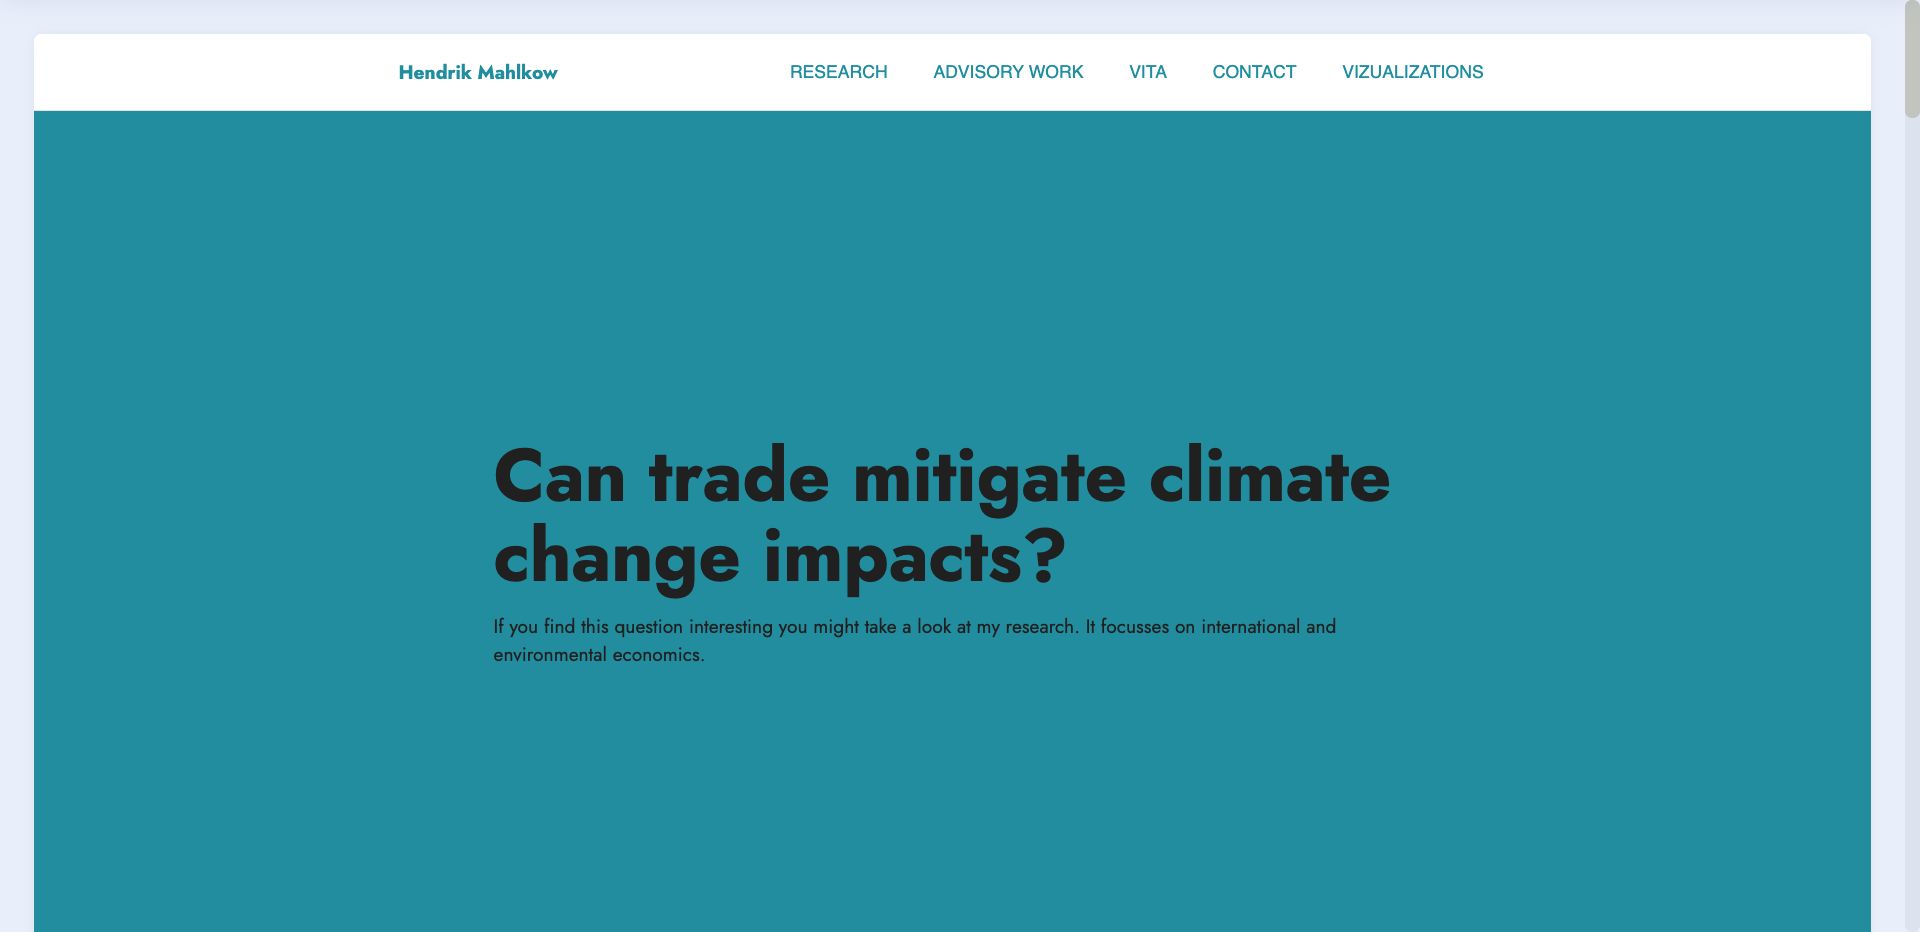 Hendrik Mahlkow
RESEARCH
ADVISORY WORK
VITA
CONTACT
VIZUALIZATIONS
Can trade mitigate climate
change impacts?
If you find this question interesting you might take a look at my research. It focusses on international and
environmental economics.